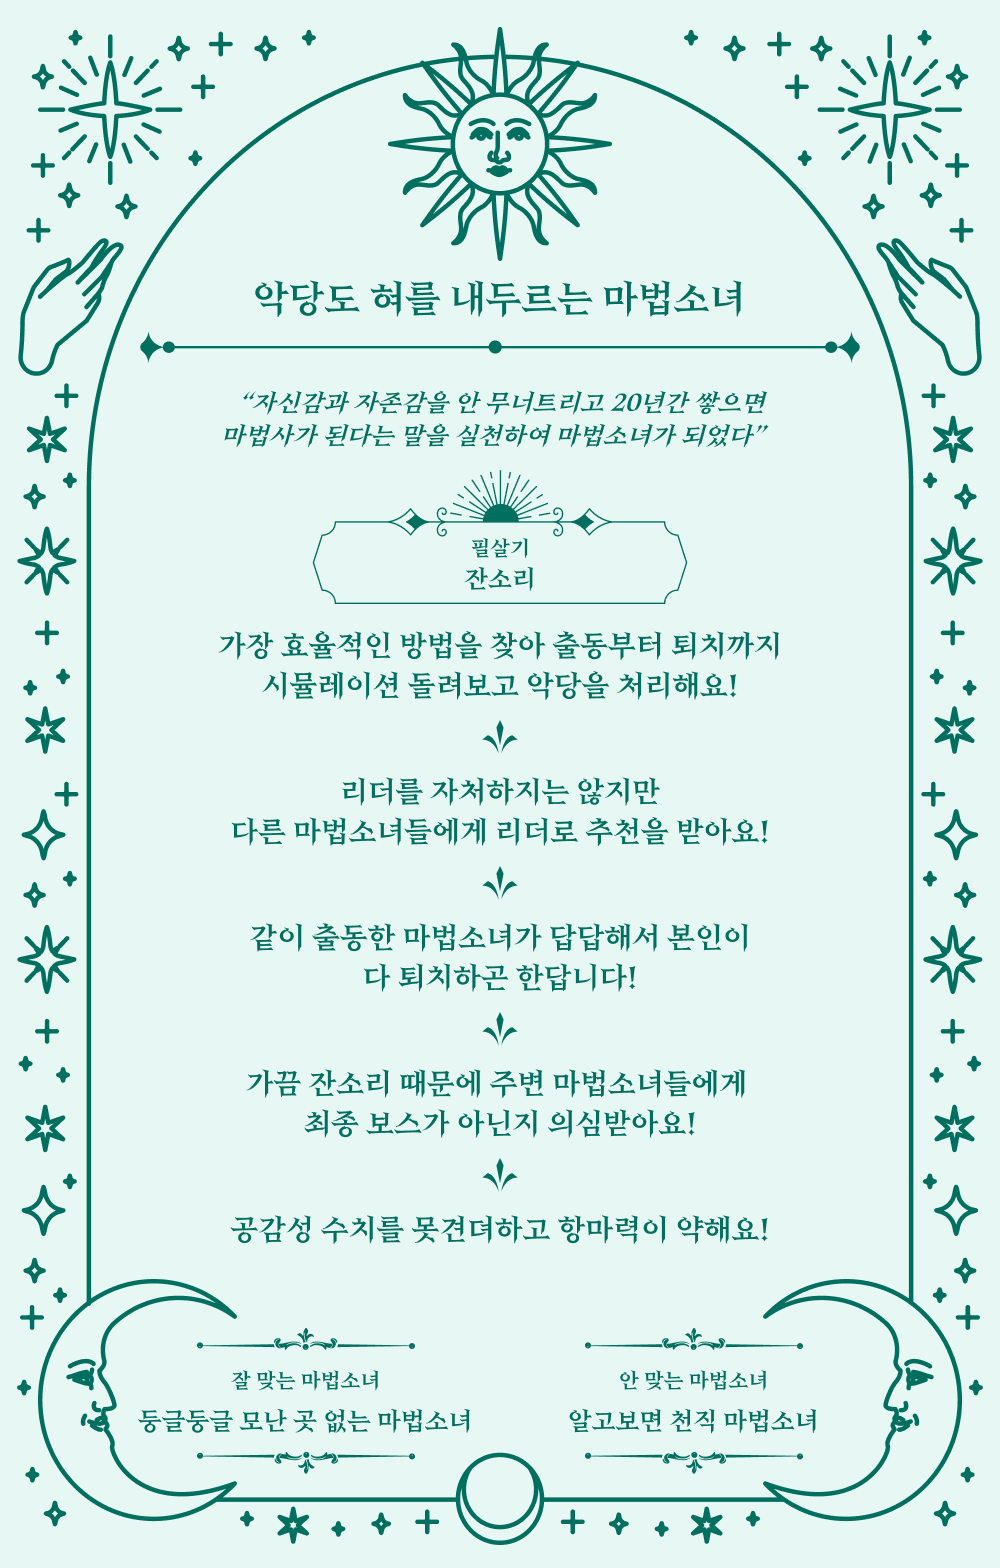 악당도 혀를 내두르는 마법소녀
“자신감과 자존감을 안 무너트리고 20년간 쌓으면
마법사가 된다는 말을 실천하여 마법소녀가 되었다”
필살기
잔소리
가장 효율적인 방법을 찾아 출동부터 퇴치까지
시뮬레이션 돌려보고 악당을 처리해요!
리더를 자처하지는 않지만
다른 마법소녀들에게 리더로 추천을 받아요!
같이 출동한 마법소녀가 답답해서 본인이
다 퇴치하곤 한답니다!
가끔 잔소리 때문에 주변 마법소녀들에게
최종 보스가 아닌지 의심받아요!
공감성 수치를 못견뎌하고 항마력이 약해요!
잘 맞는 마법소녀
둥글둥글 모난 곳 없는 마법소녀
안 맞는 마법소녀
알고보면 천직 마법소녀